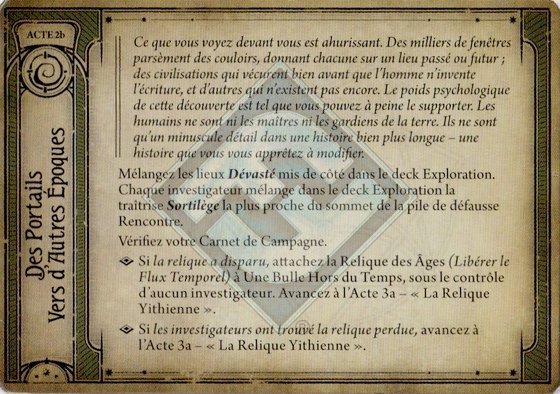 ACTE 2b
Des Portails
Vers d'Autres Époques
Ce que vous voyez devant vous est ahurissant. Des milliers de fenêtres
parsèment des couloirs, donnant chacune sur un lieu passé ou futur ;
des civilisations qui vécurent bien avant que l'homme n'invente
l'écriture, et d'autres qui n'existent pas encore. Le poids psychologique
de cette découverte est tel que vous pouvez à peine le supporter. Les
humains ne sont ni les maîtres ni les gardiens de la terre. Ils ne sont
qu'un minuscule détail dans une histoire bien plus longue – une
histoire que vous vous apprêtez à modifier.
Mélangez les lieux Dévasté mis de côté dans le deck Exploration.
Chaque investigateur mélange dans le deck Exploration la
traîtrise Sortilège la plus proche du sommet de la pile de défausse
Rencontre.
Vérifiez votre Carnet de Campagne.
Si la relique a disparu, attachez la Relique des Âges (Libérer le
Flux Temporel) à Une Bulle Hors du Temps, sous le contrôle
d'aucun investigateur. Avancez à l'Acte 3a – « La Relique
Yithienne ».
Si les investigateurs ont trouvé la relique perdue, avancez à
l'Acte 3a – « La Relique Yithienne ».